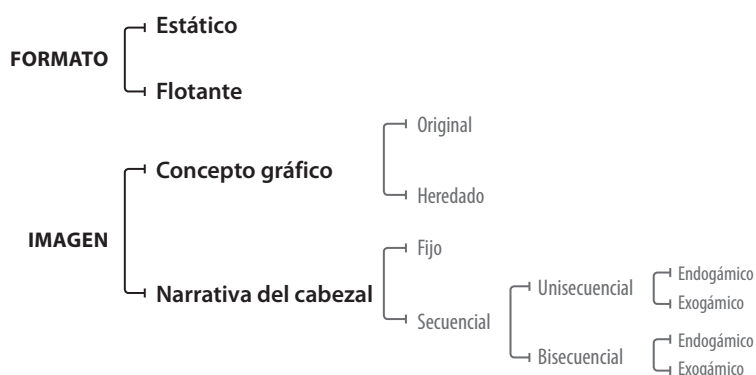 FORMATO
Estático
Flotante
IMAGEN
Concepto gráfico
Original
Heredado
Narrativa del cabezal
Fijo
Secuencial
Unisecuencial
Endogámico
Exogámico
Bisecuencial
Endogámico
Exogámico